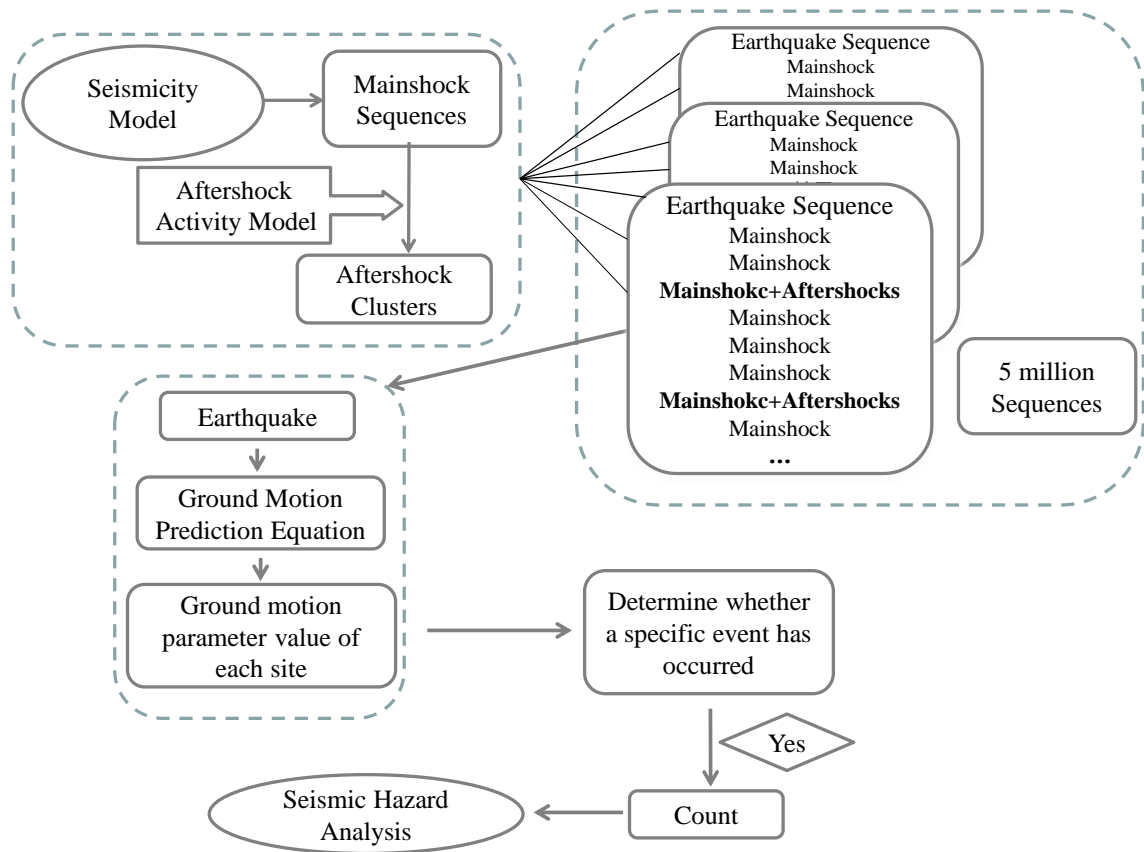 Seismicity
Model
Mainshock
Sequences
Aftershock
Activity Model
Aftershock
Clusters
Earthquake Sequence
Mainshock
Mainshock
Earthquake Sequence
Mainshock
Mainshock
Earthquake Sequence
Mainshock
Mainshock
Mainshokc+Aftershocks
Mainshock
Mainshock
Mainshock
Mainshokc+Aftershocks
Mainshock
...
5 million
Sequences
Earthquake
Ground Motion
Prediction Equation
Ground motion
parameter value of
each site
Determine whether
a specific event has
occurred
Yes
Count
Seismic Hazard
Analysis